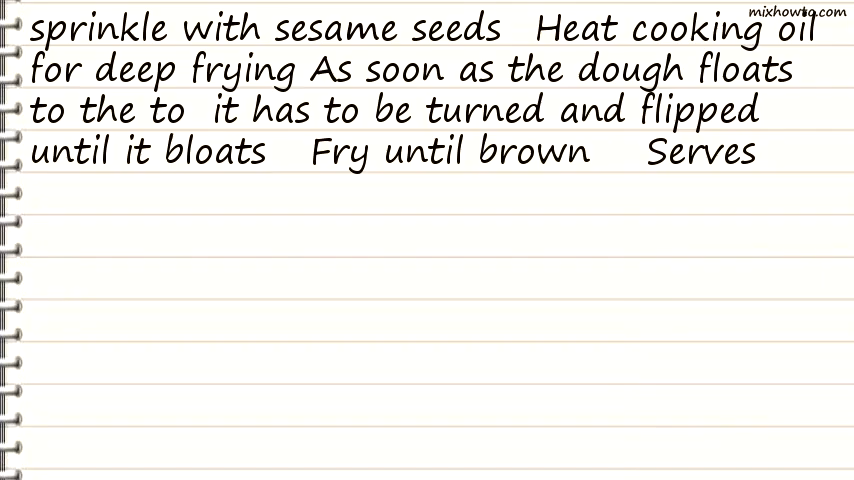 mixhowto.com
sprinkle with sesame seeds Heat cooking oil
for deep frying As soon as the dough floats
to the to it has to be turned and flipped
until it bloats Fry until brown Serves